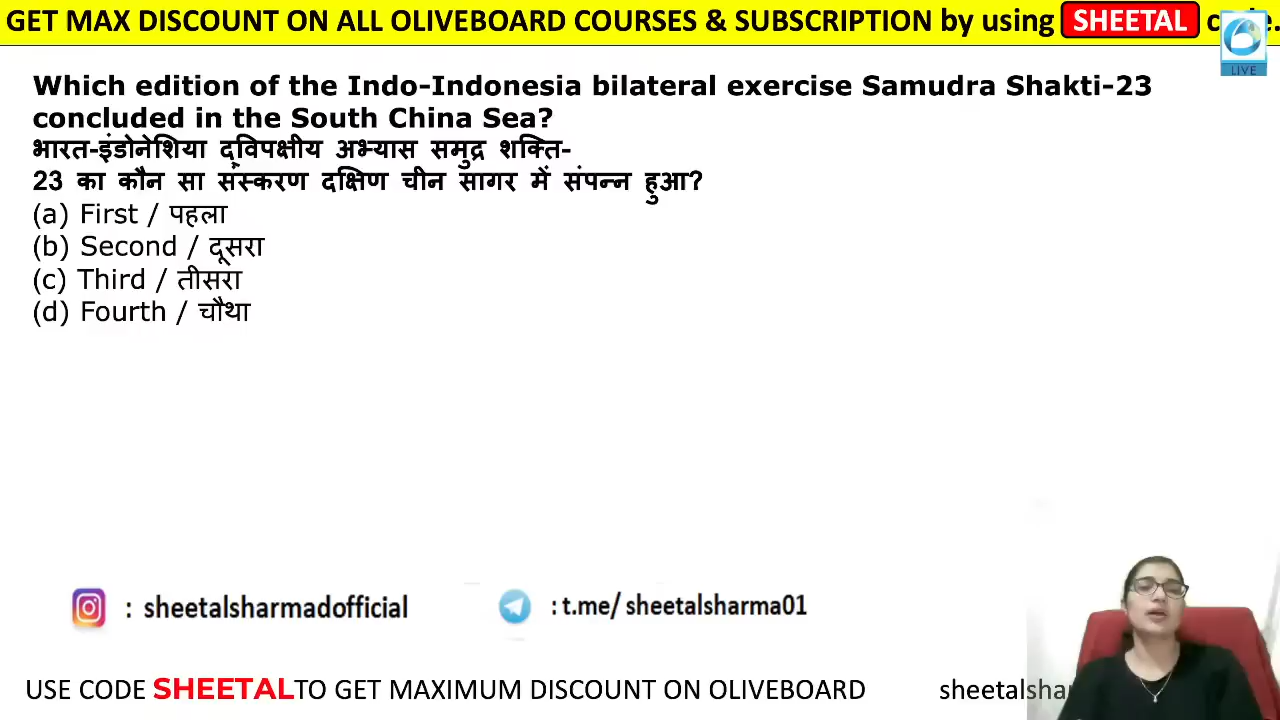 GET MAX DISCOUNT ON ALL OLIVEBOARD COURSES & SUBSCRIPTION by using SHEETAL code.
LIVE
Which edition of the Indo-Indonesia bilateral exercise Samudra Shakti-23
concluded in the South China Sea?
भारत-इंडोनेशिया द्विपक्षीय अभ्यास समुद्र शक्ति-
23 का कौन सा संस्करण दक्षिण चीन सागर में संपन्न हुआ?
(a) First / पहला
(b) Second / दूसरा
(c) Third / तीसरा
(d) Fourth / चौथा
: sheetalsharmadofficial
: t.me/ sheetalsharma01
USE CODE SHEETAL TO GET MAXIMUM DISCOUNT ON OLIVEBOARD